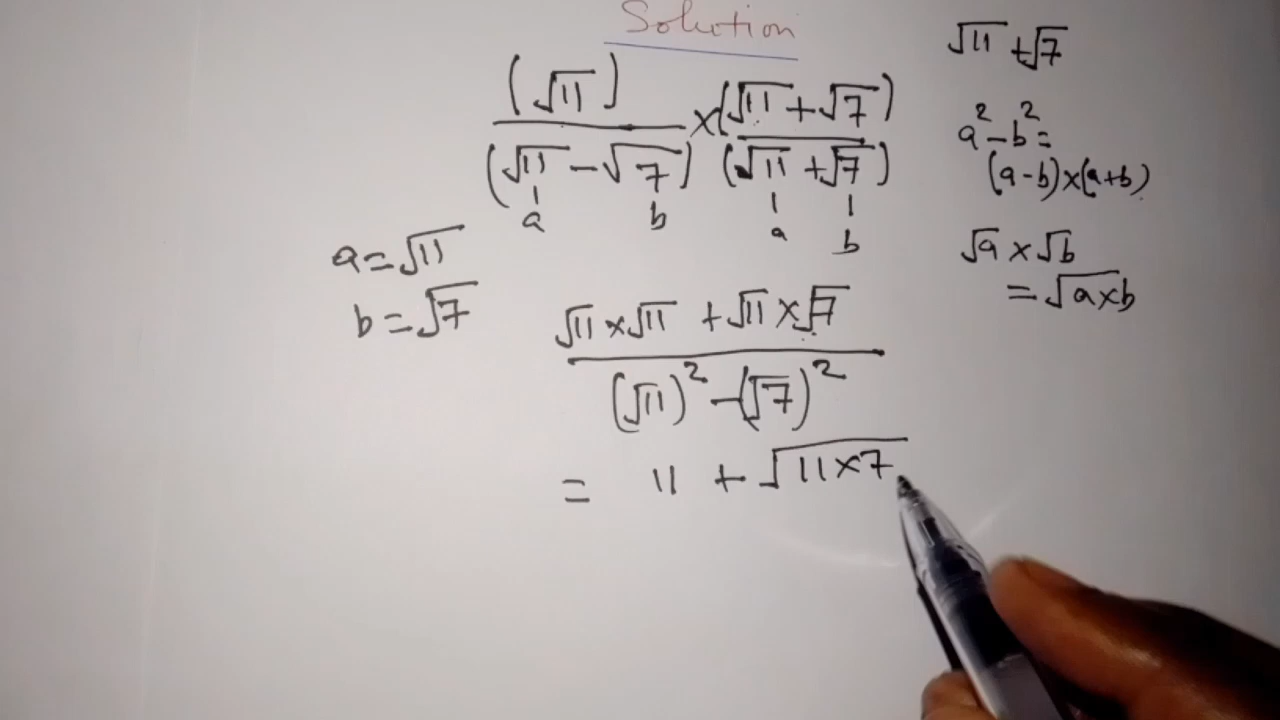 Solution
(√11) / (√11 - √7) × (√11 + √7) / (√11 + √7)
a b a b
a = √11
b = √7
√11 × √11 + √11 × √7 / (√11)² - (√7)²
= 11 + √11×7
√11 + √7
a² - b² =
(a-b)×(a+b)
√a × √b
= √a×b